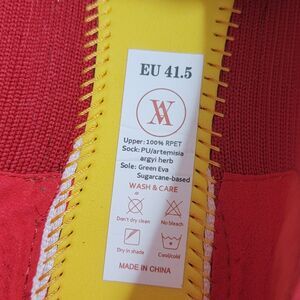 EU 41.5
Upper:100% RPET
Sock: PU/artemisia
argyi herb
Sole: Green Eva
Sugarcane-based
WASH & CARE
Don't dry clean
No bleach
Dry in shade
Cool/cold
MADE IN CHINA